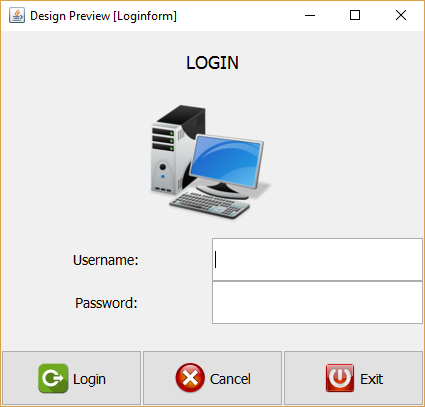 Design Preview [Loginform]
LOGIN
Username:
Password:
Login Cancel Exit